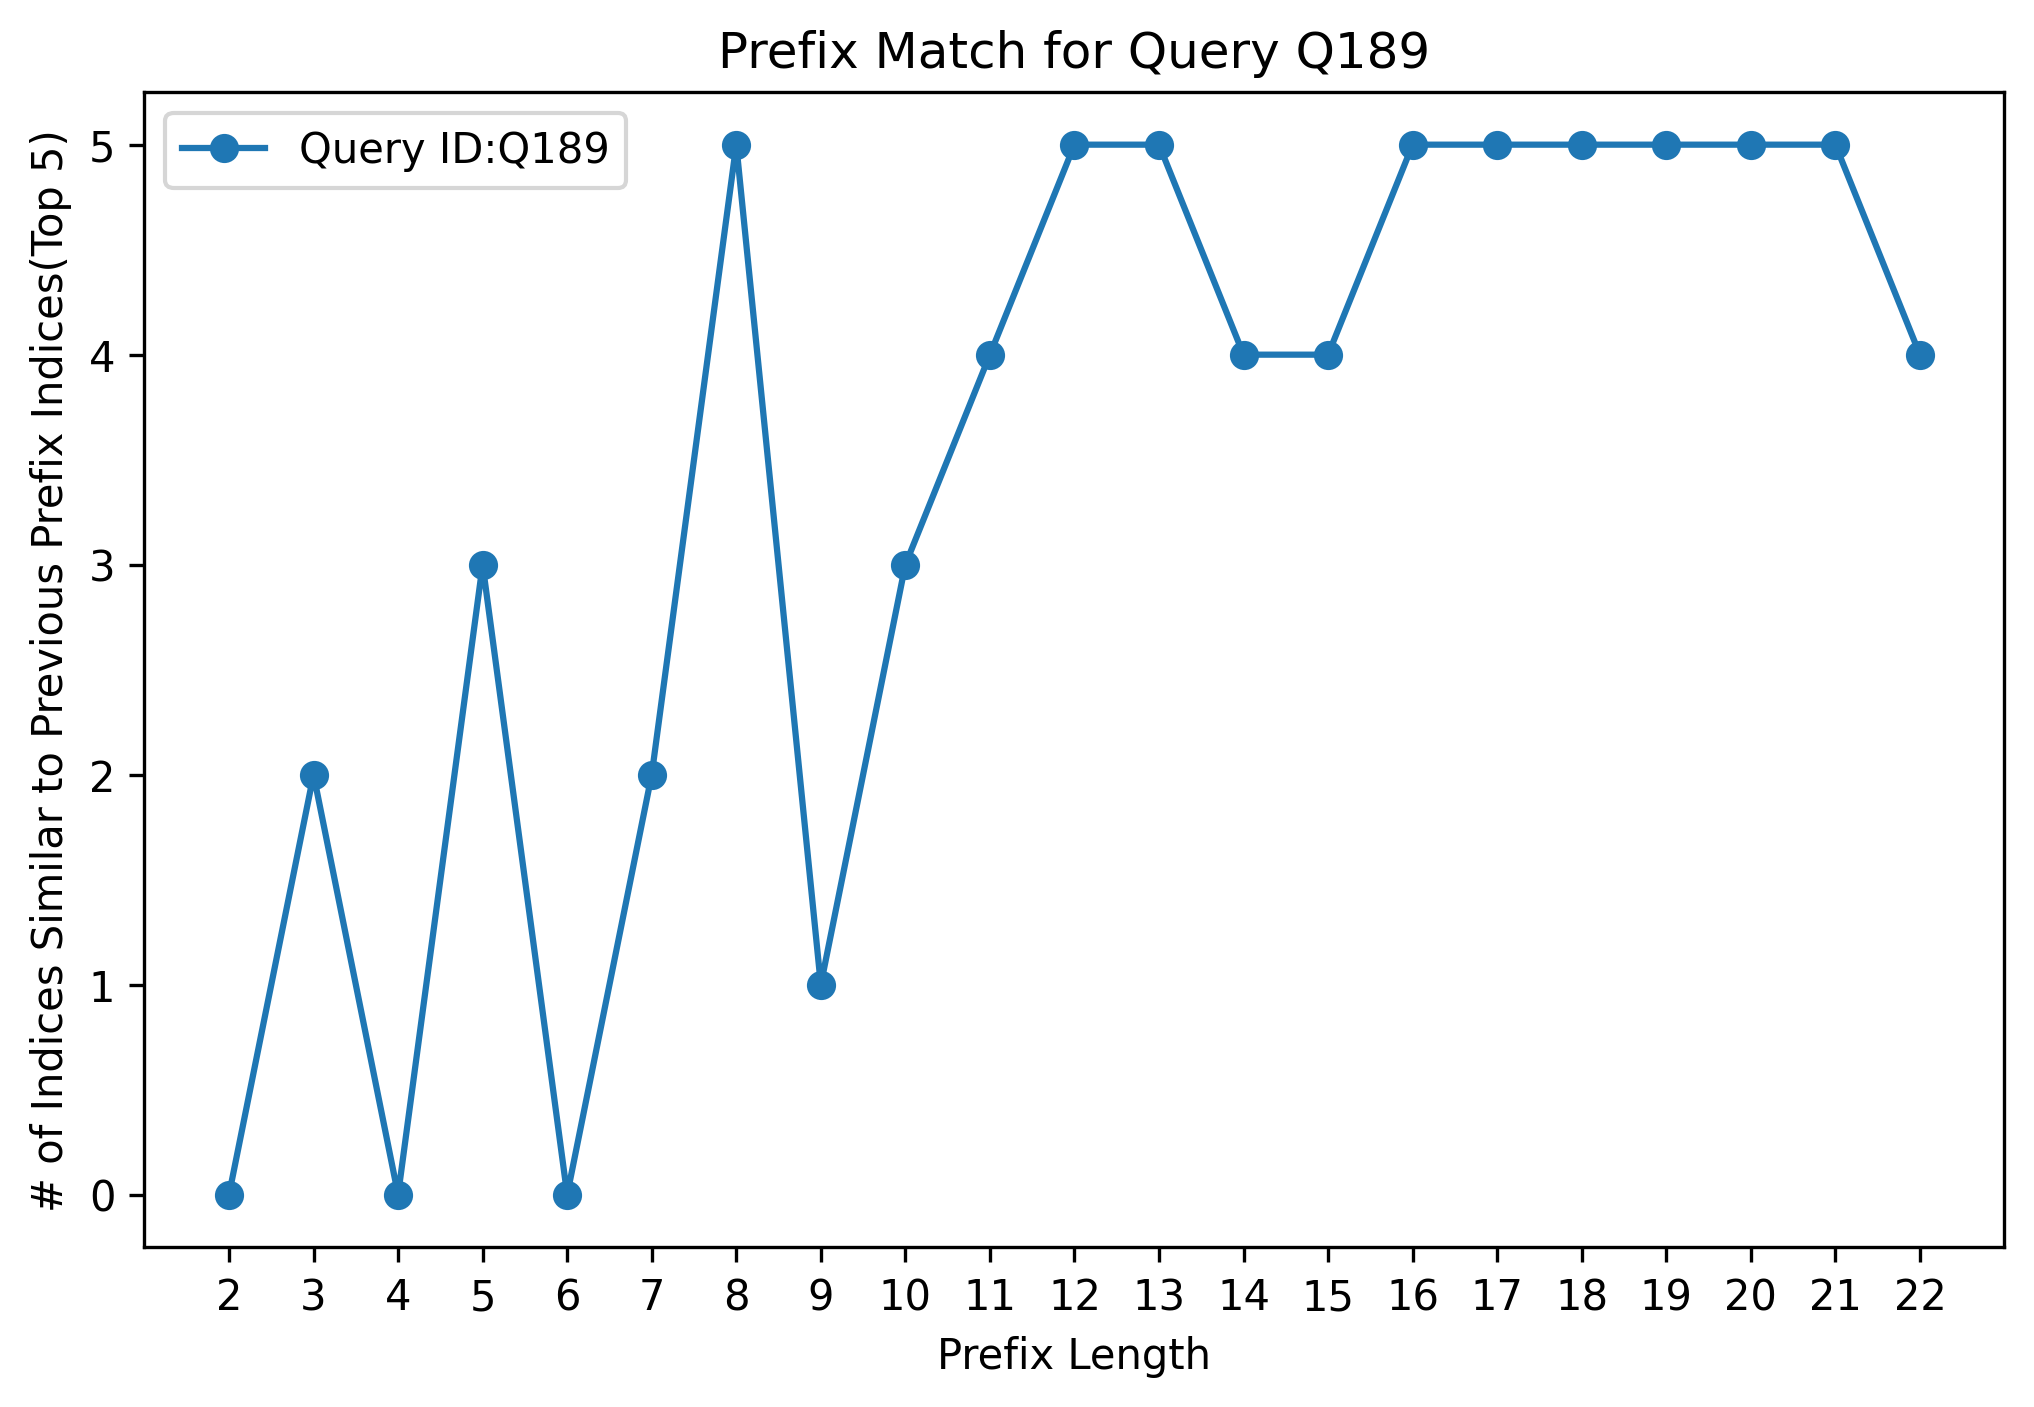 Prefix Match for Query Q189
Query ID:Q189
# of Indices Similar to Previous Prefix Indices(Top 5)
5
4
3
2
1
0
2 3 4 5 6 7 8 9 10 11 12 13 14 15 16 17 18 19 20 21 22
Prefix Length